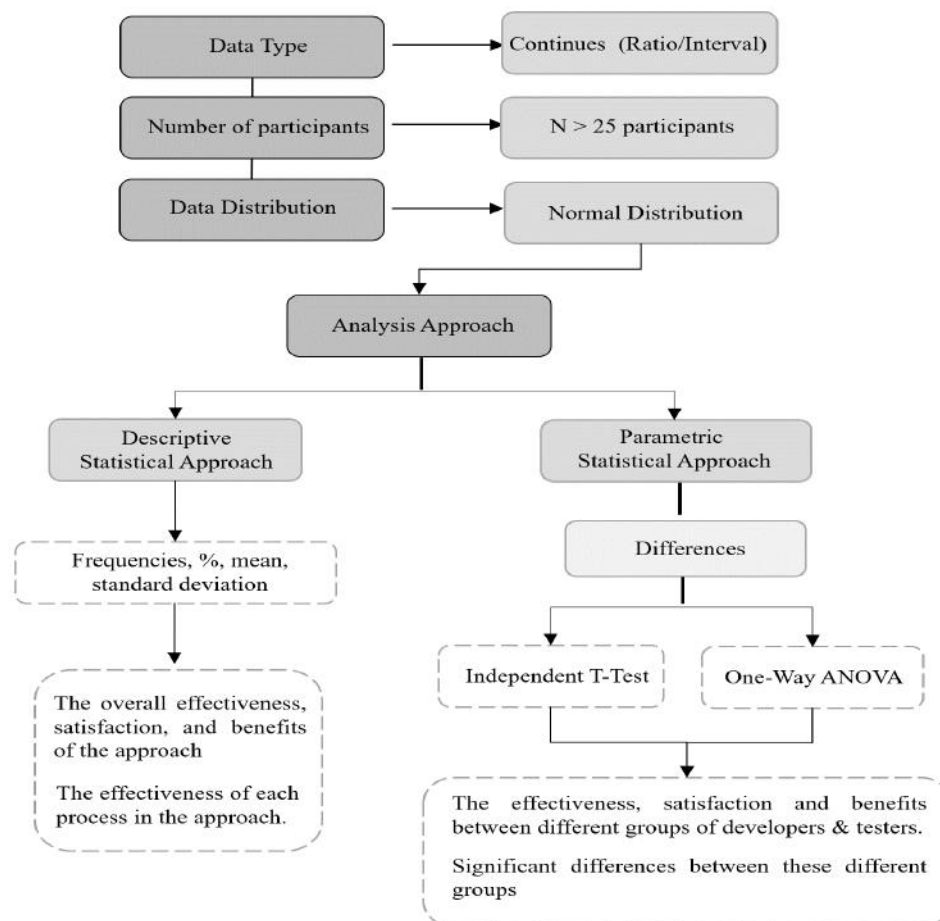 Data Type
Continues (Ratio/Interval)
Number of participants
N > 25 participants
Data Distribution
Normal Distribution
Analysis Approach
Descriptive
Statistical Approach
Parametric
Statistical Approach
Frequencies, %, mean,
standard deviation
Differences
Independent T-Test
One-Way ANOVA
The overall effectiveness,
satisfaction, and benefits
of the approach
The effectiveness of each
process in the approach.
The effectiveness, satisfaction and benefits
between different groups of developers & testers.
Significant differences between these different
groups